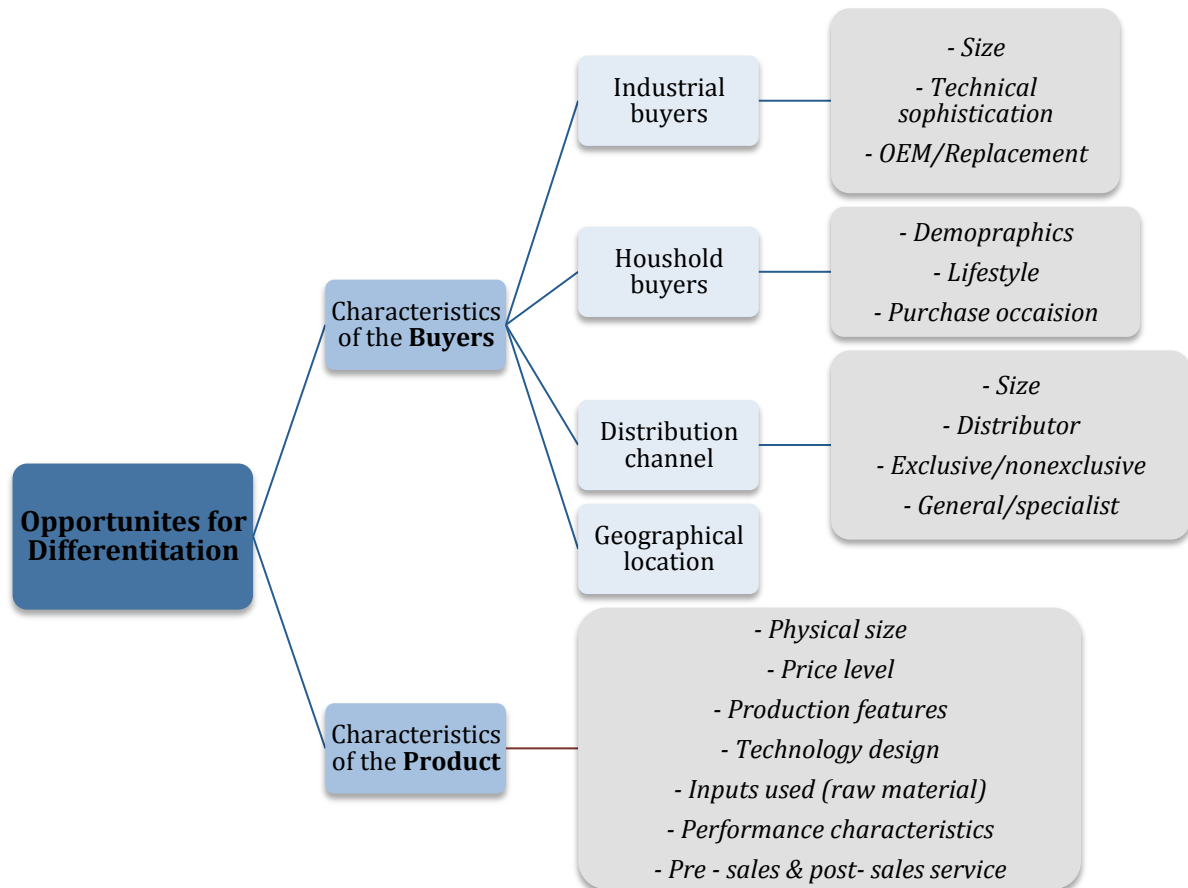 Opportunites for
Differentitation
Characteristics
of the Buyers
Industrial
buyers
- Size
- Technical
sophistication
- OEM/Replacement
Houshold
buyers
- Demopraphics
- Lifestyle
- Purchase occaision
Distribution
channel
- Size
- Distributor
- Exclusive/nonexclusive
- General/specialist
Geographical
location
Characteristics
of the Product
- Physical size
- Price level
- Production features
- Technology design
- Inputs used (raw material)
- Performance characteristics
- Pre - sales & post- sales service